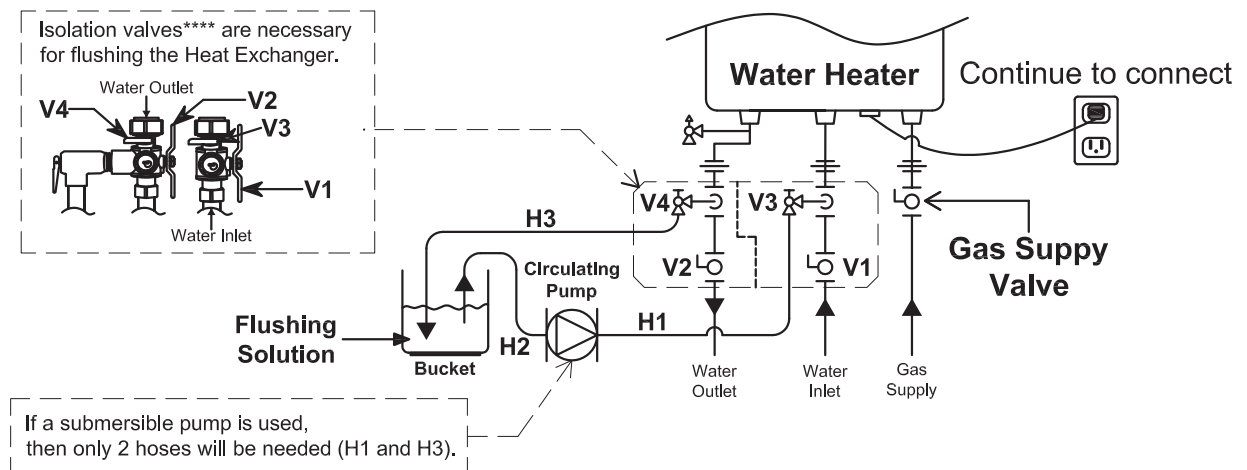 Isolation valves**** are necessary
for flushing the Heat Exchanger.
Water Outlet
V4
V2
V3
V1
Water Inlet
Water Heater
Continue to connect
V4
V3
V2
V1
Gas Suppy
Valve
H3
Circulating
Pump
H1
H2
Flushing
Solution
Bucket
Water
Outlet
Water
Inlet
Gas
Supply
If a submersible pump is used,
then only 2 hoses will be needed (H1 and H3).